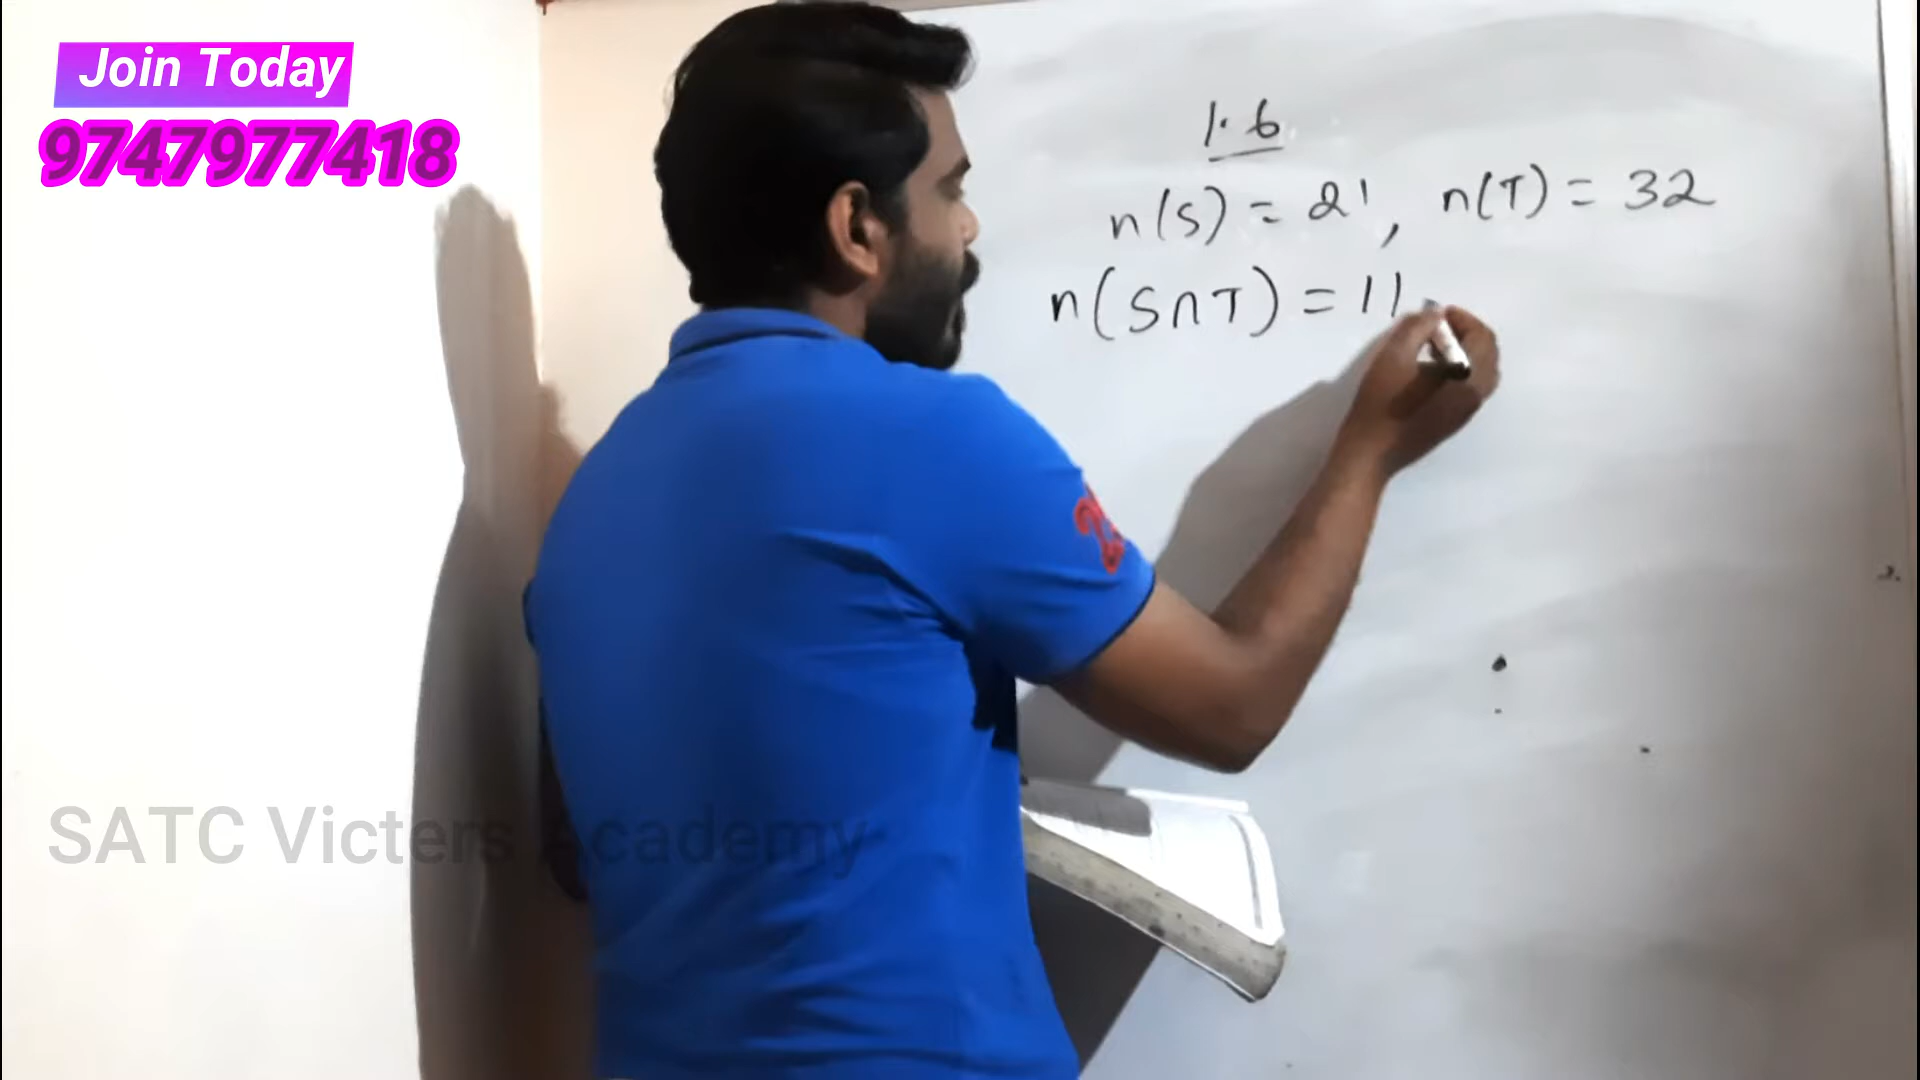 Join Today
9747977418
1.6
n(S) = 21, n(T) = 32
n(S∩T) = 11
SATC Victers Academy